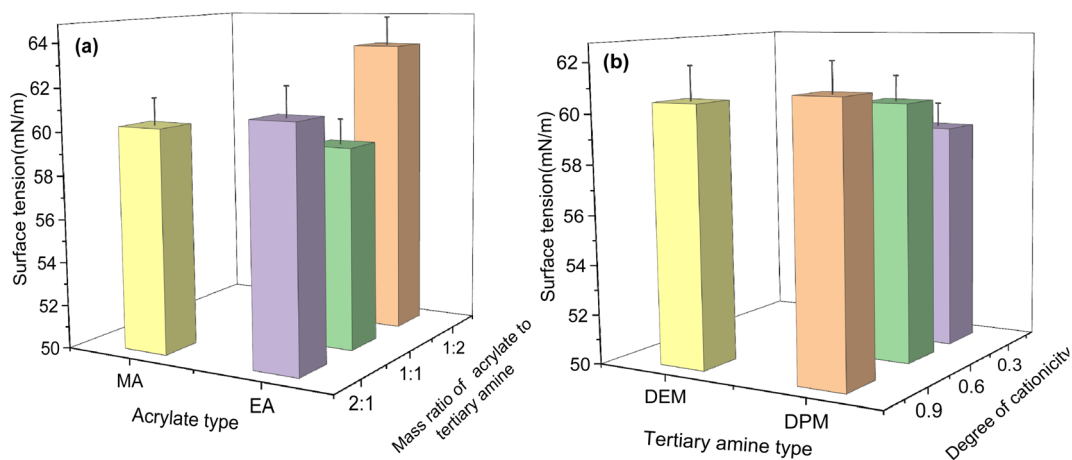 (a)
Surface tension(mN/m)
64
62
60
58
56
54
52
50
MA
EA
Acrylate type
2:1
1:1
1:2
Mass ratio of acrylate to
tertiary amine
(b)
Surface tension(mN/m)
62
60
58
56
54
52
50
DEM
DPM
Tertiary amine type
0.9
0.6
0.3
Degree of cationicity